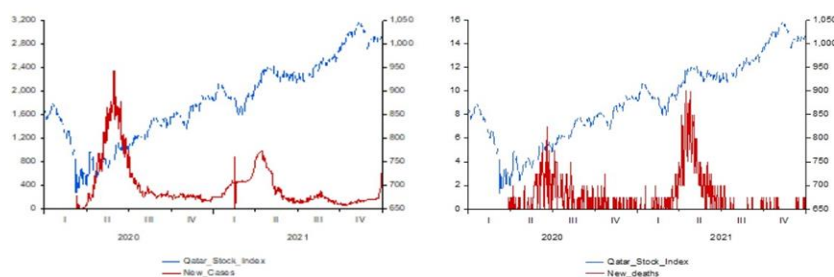 3,200 1,050 16 1,050
2,800 1,000 14 1,000
2,400 950 12 950
2,000 900 10 900
1,600 850 8 850
1,200 800 6 800
800 750 4 750
400 700 2 700
0 650 0 650
I II III IV I II III IV I II III IV I II III IV
2020 2021 2020 2021
Qatar_Stock_Index Qatar_Stock_Index
New_Cases New_deaths